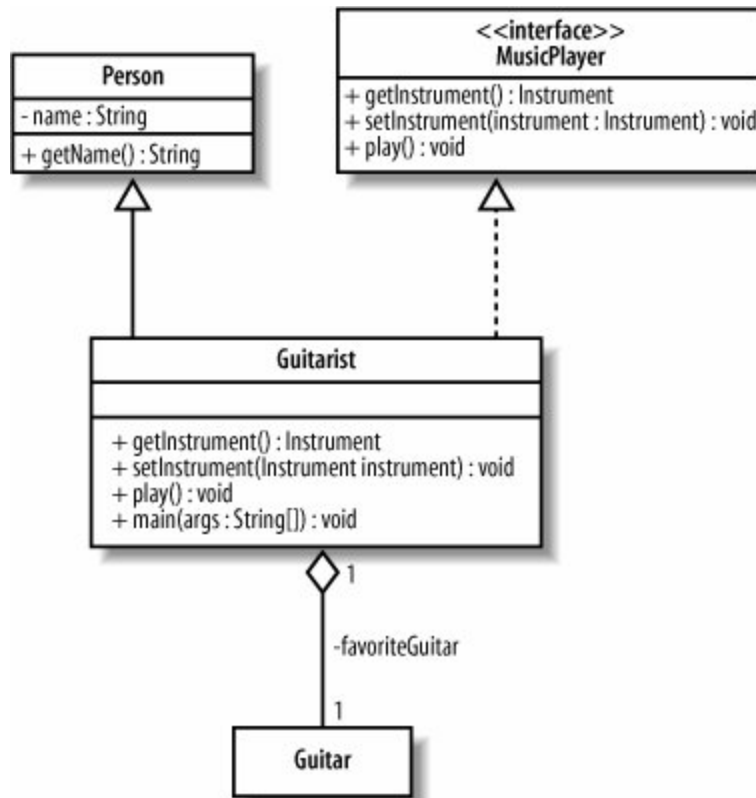 Person
- name : String
+ getName() : String
<<interface>>
MusicPlayer
+ getInstrument() : Instrument
+ setInstrument(instrument : Instrument) : void
+ play() : void
Guitarist
+ getInstrument() : Instrument
+ setInstrument(Instrument instrument) : void
+ play() : void
+ main(args : String[]) : void
1
-favoriteGuitar
1
Guitar